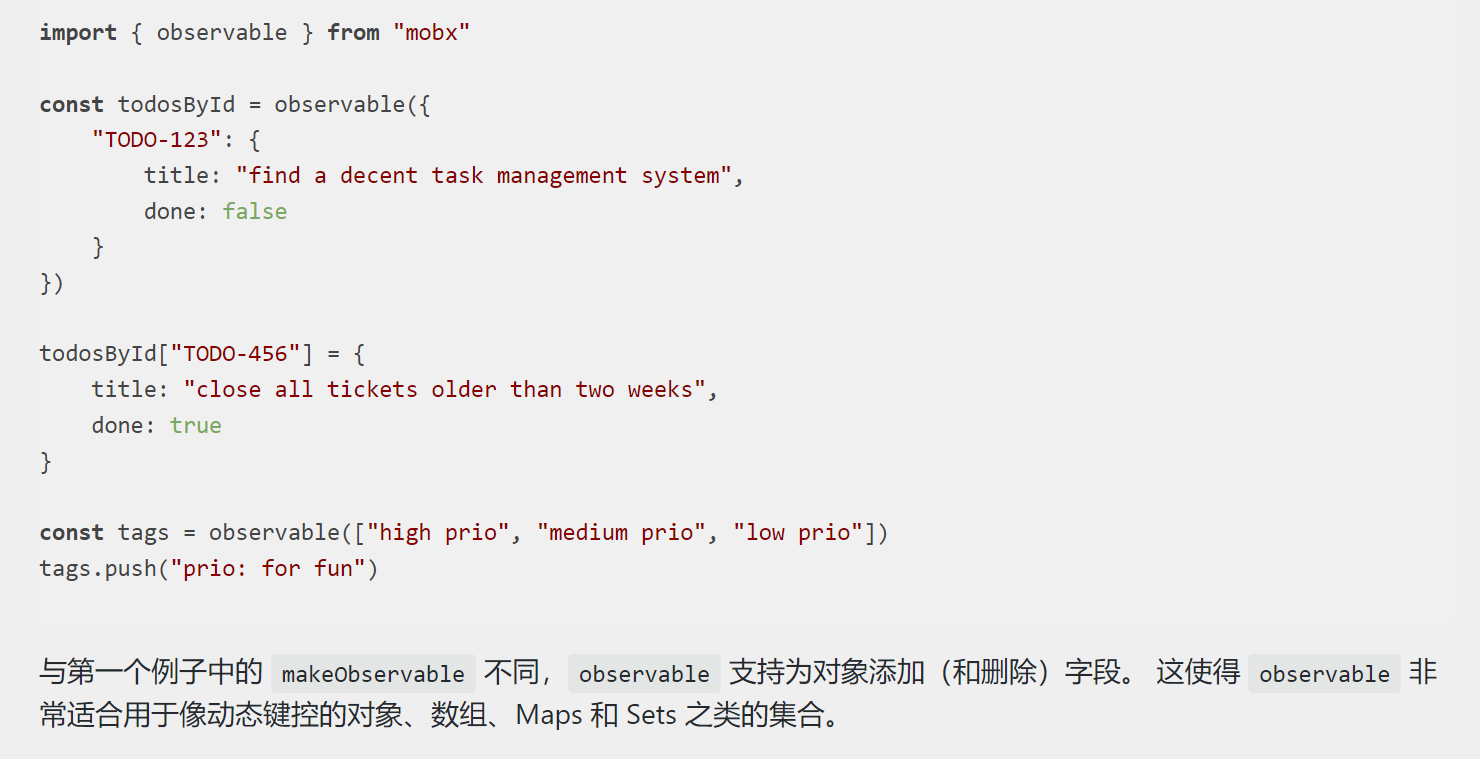 import { observable } from "mobx"
const todosById = observable({
    "TODO-123": {
        title: "find a decent task management system",
        done: false
    }
})
todosById["TODO-456"] = {
    title: "close all tickets older than two weeks",
    done: true
}
const tags = observable(["high prio", "medium prio", "low prio"])
tags.push("prio: for fun")
与第一个例子中的 makeObservable 不同，observable 支持为对象添加（和删除）字段。 这使得 observable 非
常适合用于像动态键控的对象、数组、Maps 和 Sets 之类的集合。